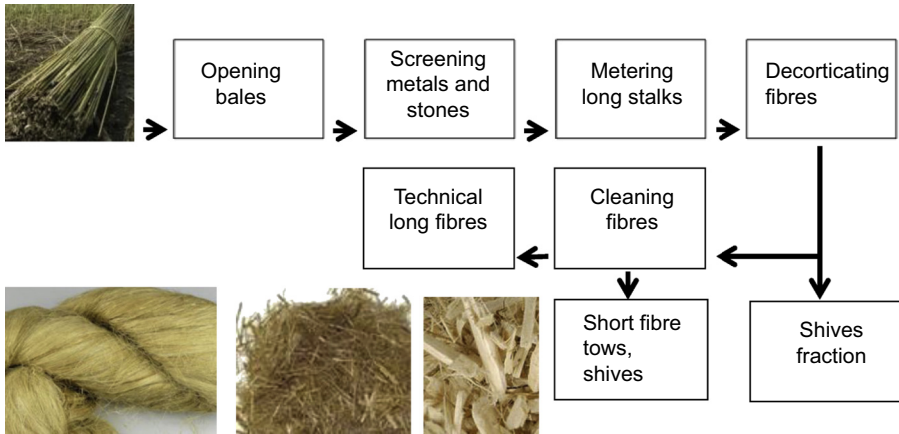 Opening
bales
Screening
metals and
stones
Metering
long stalks
Decorticating
fibres
Technical
long fibres
Cleaning
fibres
Short fibre
tows,
shives
Shives
fraction